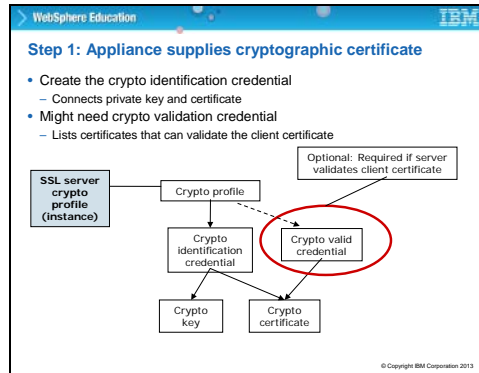 WebSphere Education
IBM
Step 1: Appliance supplies cryptographic certificate
• Create the crypto identification credential
– Connects private key and certificate
• Might need crypto validation credential
– Lists certificates that can validate the client certificate
Optional: Required if server
validates client certificate
SSL server
crypto
profile
(instance)
Crypto profile
Crypto
identification
credential
Crypto valid
credential
Crypto
key
Crypto
certificate
© Copyright IBM Corporation 2013